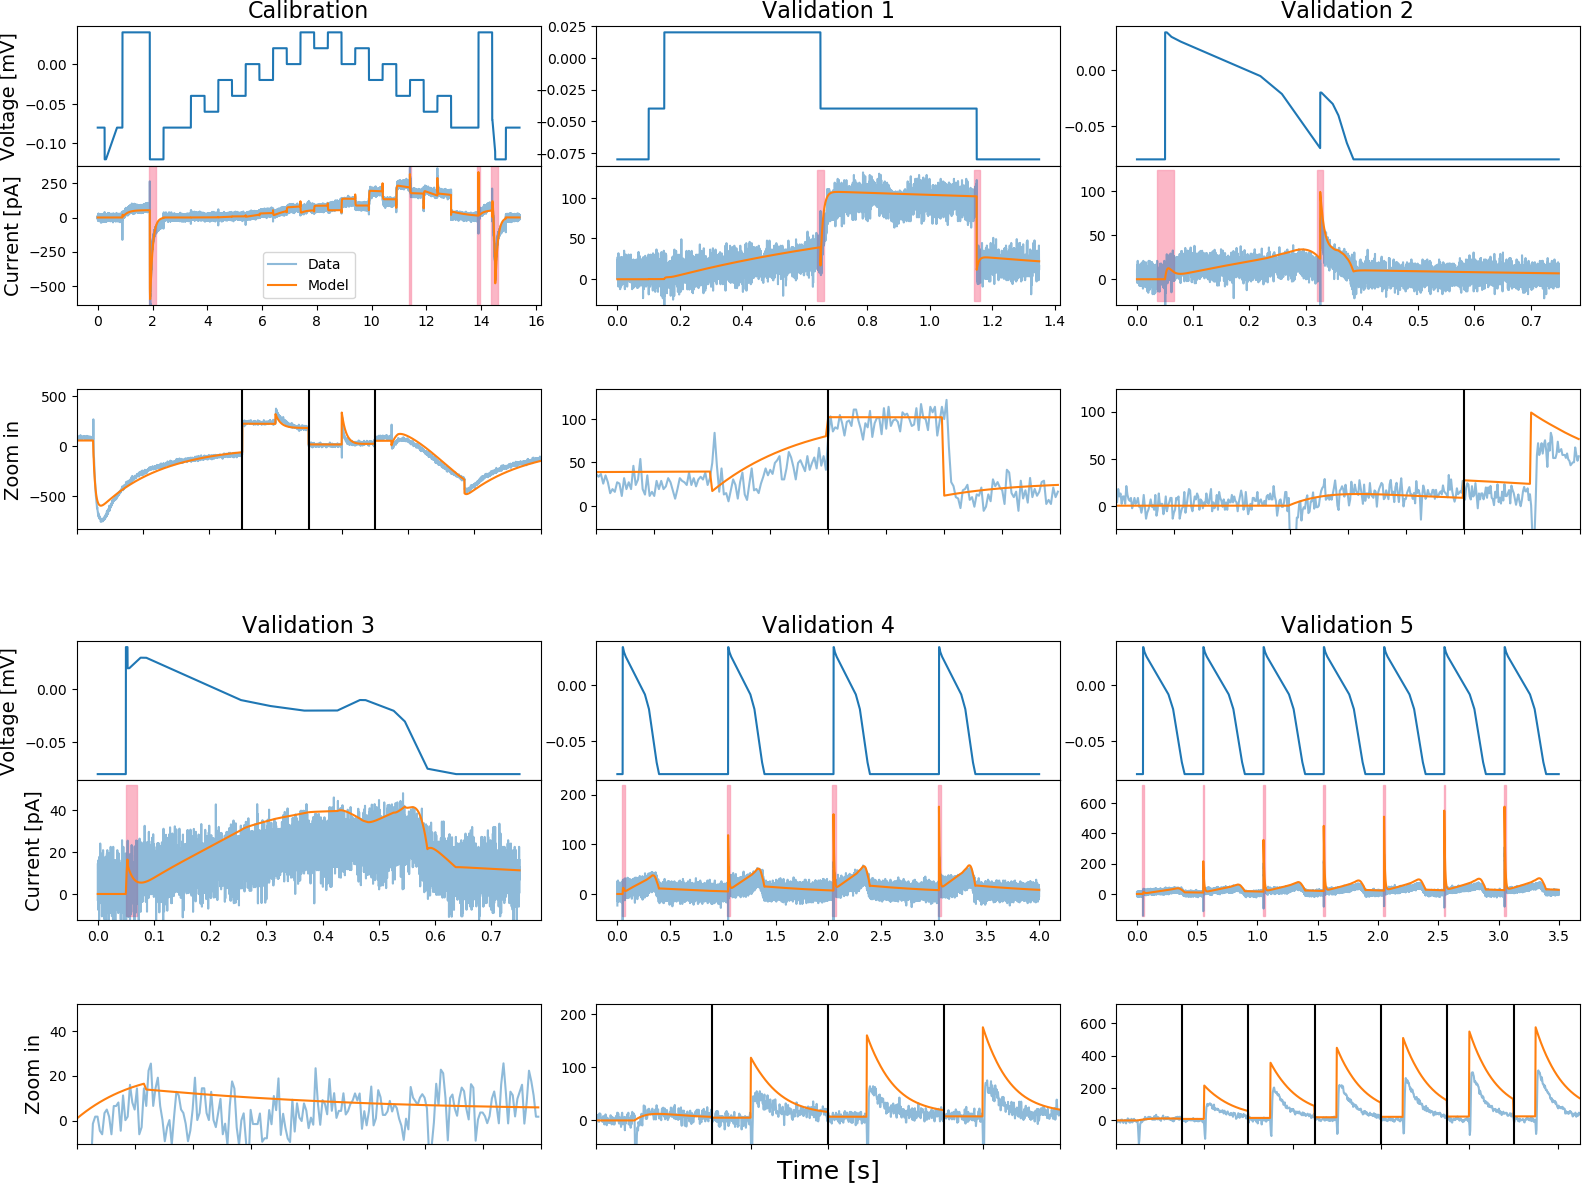 Calibration
Validation 1
Validation 2
Voltage [mV]
0.00
−0.05
−0.10
0.025
0.000
−0.025
−0.050
−0.075
0.00
−0.05
Current [pA]
250
0
−250
−500
Data
Model
100
50
0
100
50
0
0 2 4 6 8 10 12 14 16
0.0 0.2 0.4 0.6 0.8 1.0 1.2 1.4
0.0 0.1 0.2 0.3 0.4 0.5 0.6 0.7
Zoom in
500
0
−500
100
50
0
100
50
0
Validation 3
Validation 4
Validation 5
Voltage [mV]
0.00
−0.05
0.00
−0.05
0.00
−0.05
Current [pA]
40
20
0
200
100
0
600
400
200
0
0.0 0.1 0.2 0.3 0.4 0.5 0.6 0.7
0.0 0.5 1.0 1.5 2.0 2.5 3.0 3.5 4.0
0.0 0.5 1.0 1.5 2.0 2.5 3.0 3.5
Zoom in
40
20
0
200
100
0
600
400
200
0
Time [s]